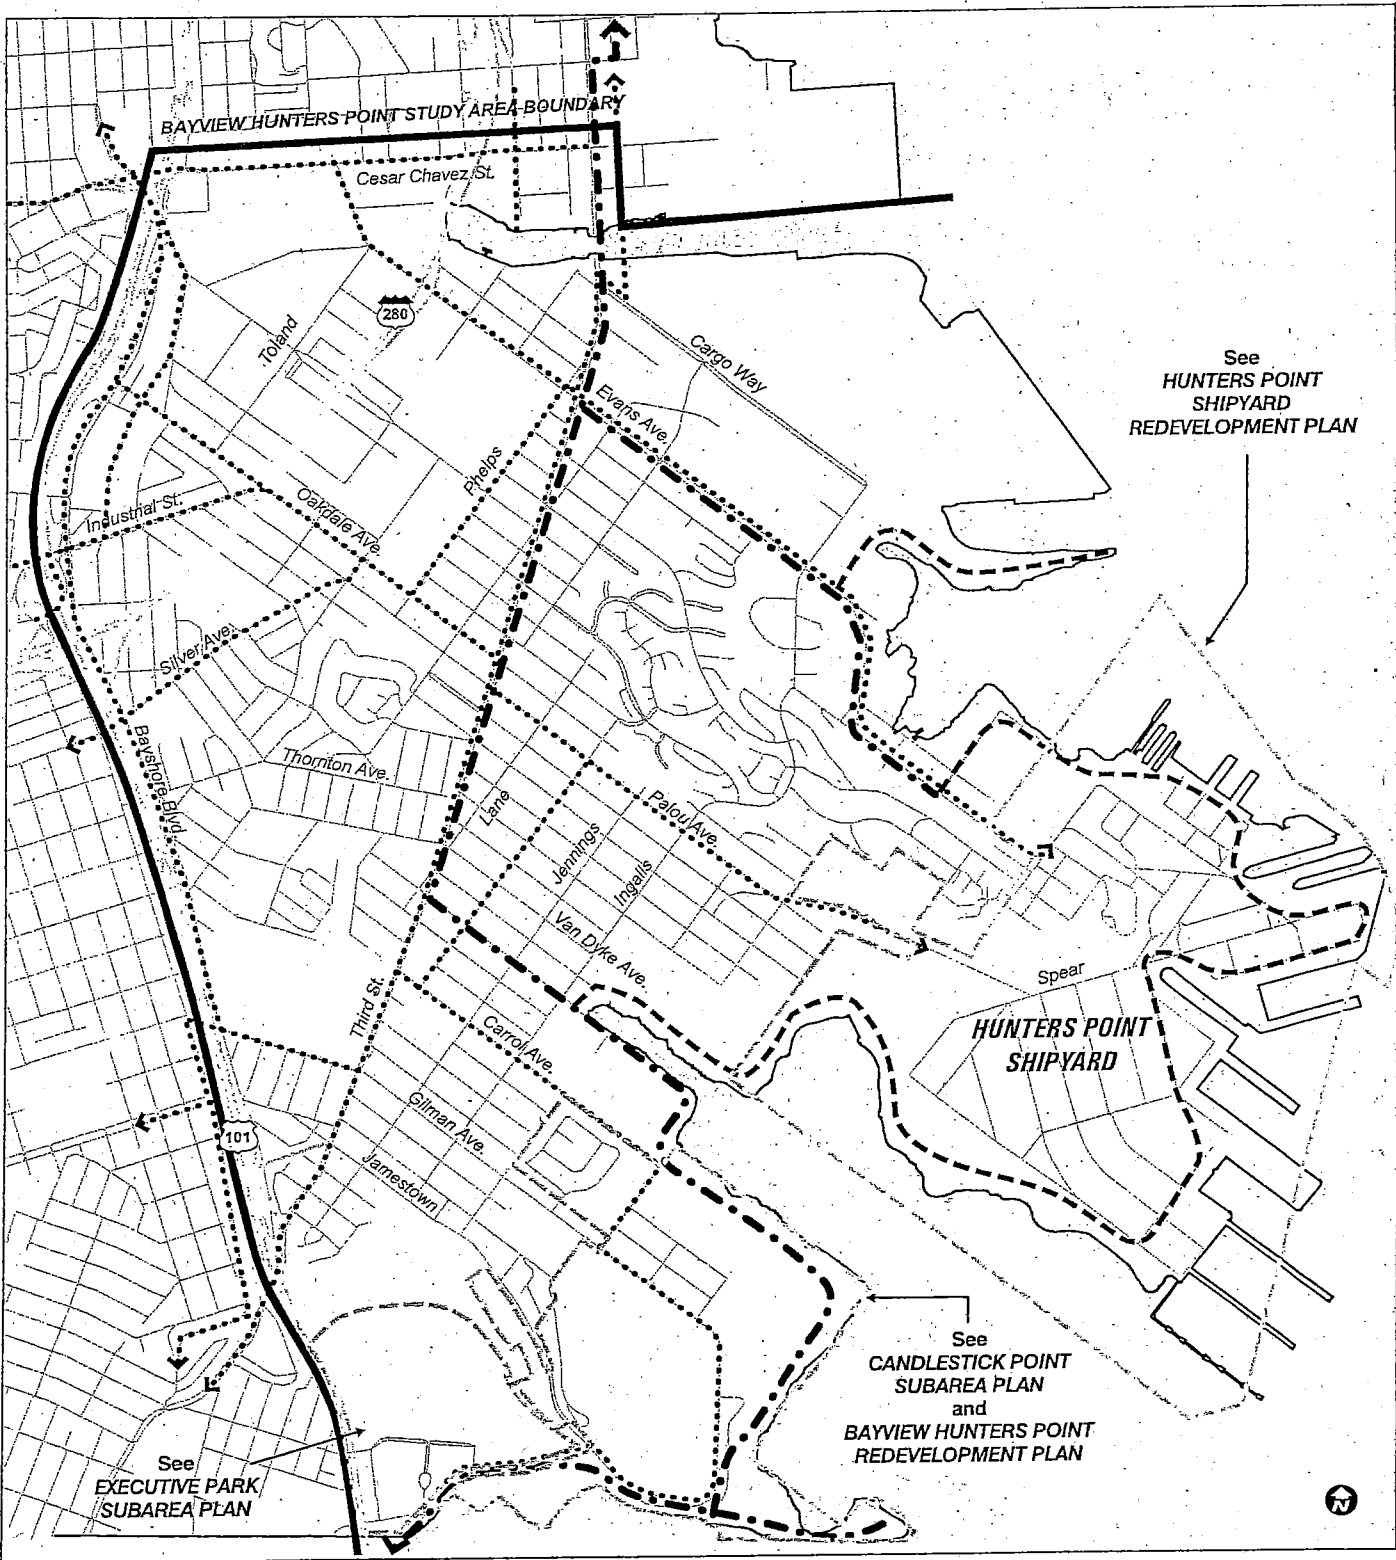 BAYVIEW HUNTERS POINT STUDY AREA BOUNDARY
Cesar Chavez St.
280
Toland
Cargo Way
Evans Ave.
See
HUNTERS POINT
SHIPYARD
REDEVELOPMENT PLAN
Phelps
Industrial St.
Oakdale Ave.
Silver Ave.
Bayshore Blvd
Thornton Ave.
Lane
Palou Ave.
Jennings
Ingalls
Van Dyke Ave.
Third St.
Spear
HUNTERS POINT
SHIPYARD
Carrol Ave.
Gilman Ave.
101
Jamestown
See
CANDLESTICK POINT
SUBAREA PLAN
and
BAYVIEW HUNTERS POINT
REDEVELOPMENT PLAN
See
EXECUTIVE PARK
SUBAREA PLAN
N